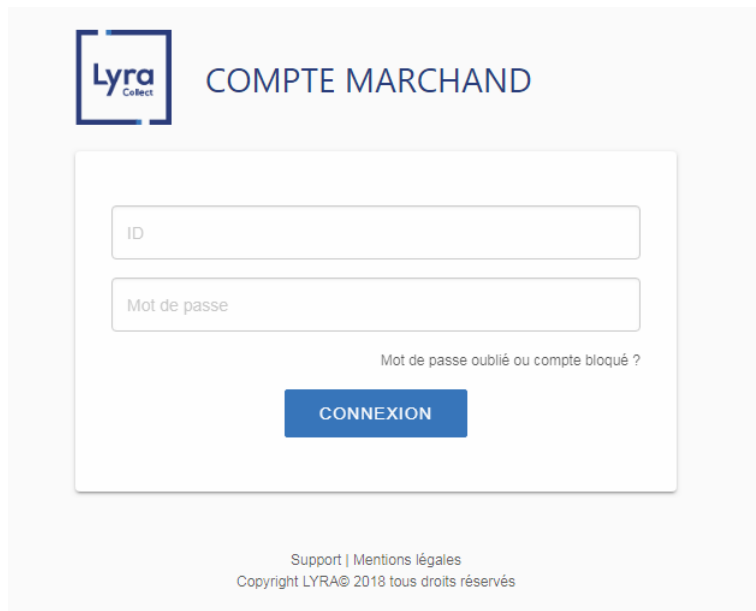 Lyra
Collect
COMPTE MARCHAND
ID
Mot de passe
Mot de passe oublié ou compte bloqué ?
CONNEXION
Support | Mentions légales
Copyright LYRA© 2018 tous droits réservés